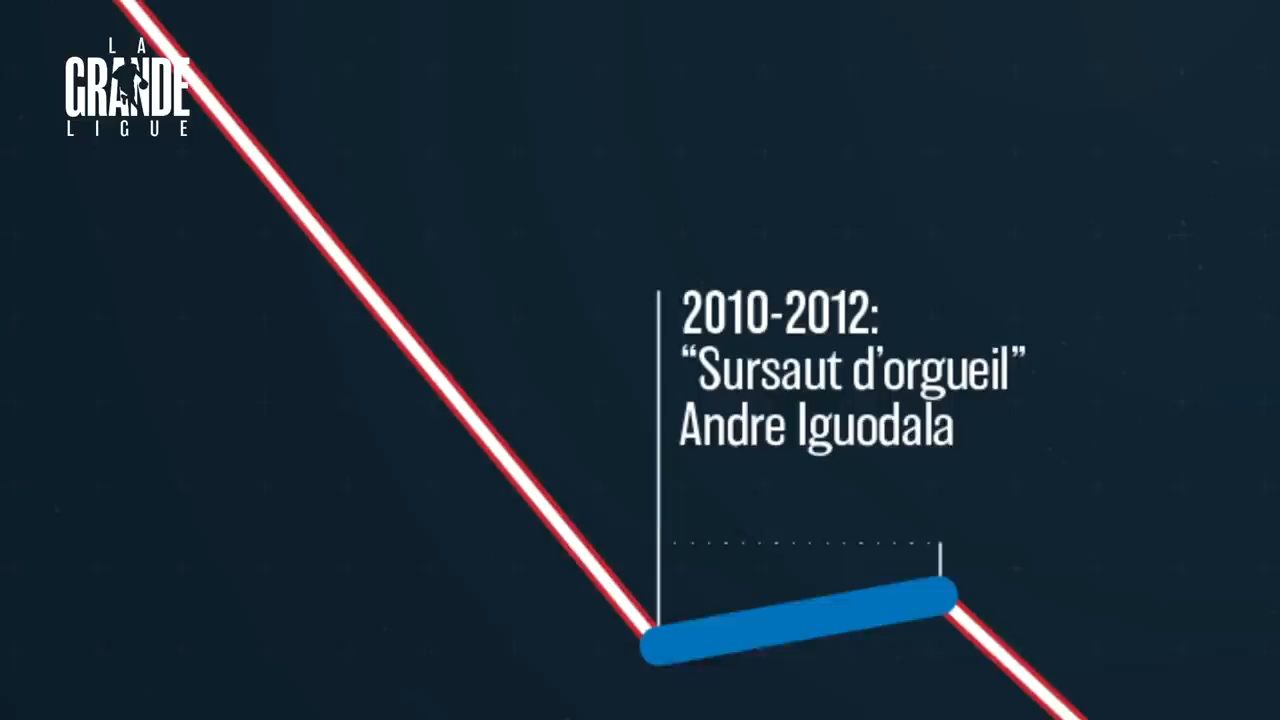 LA
GRANDE
LIGUE
2010-2012:
“Sursaut d’orgueil”
Andre Iguodala